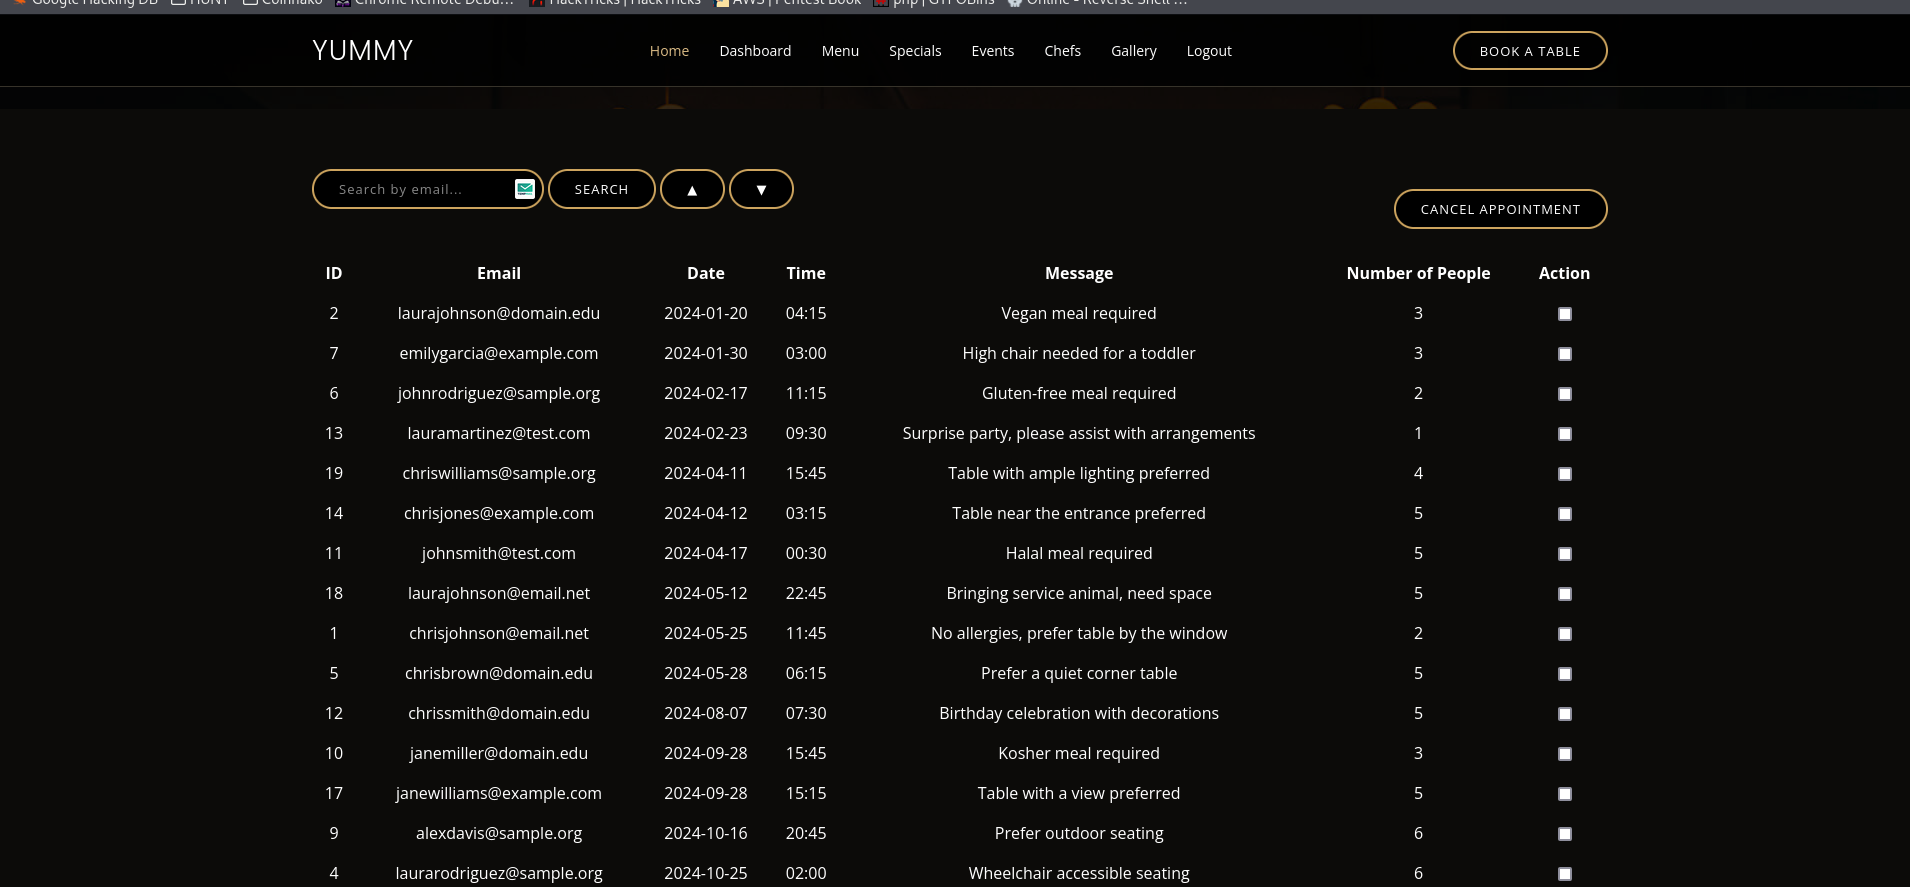 Google Hacking DB HUNT Coinnako Chrome Remote Debu... HackTricks | HackTricks AWS | Pentest Book php | GTFOBins Online - Reverse Shell ...
YUMMY Home Dashboard Menu Specials Events Chefs Gallery Logout BOOK A TABLE
Search by email... SEARCH ▲ ▼
CANCEL APPOINTMENT
ID Email Date Time Message Number of People Action
2 laurajohnson@domain.edu 2024-01-20 04:15 Vegan meal required 3
7 emilygarcia@example.com 2024-01-30 03:00 High chair needed for a toddler 3
6 johnrodriguez@sample.org 2024-02-17 11:15 Gluten-free meal required 2
13 lauramartinez@test.com 2024-02-23 09:30 Surprise party, please assist with arrangements 1
19 chriswilliams@sample.org 2024-04-11 15:45 Table with ample lighting preferred 4
14 chrisjones@example.com 2024-04-12 03:15 Table near the entrance preferred 5
11 johnsmith@test.com 2024-04-17 00:30 Halal meal required 5
18 laurajohnson@email.net 2024-05-12 22:45 Bringing service animal, need space 5
1 chrisjohnson@email.net 2024-05-25 11:45 No allergies, prefer table by the window 2
5 chrisbrown@domain.edu 2024-05-28 06:15 Prefer a quiet corner table 5
12 chrissmith@domain.edu 2024-08-07 07:30 Birthday celebration with decorations 5
10 janemiller@domain.edu 2024-09-28 15:45 Kosher meal required 3
17 janewilliams@example.com 2024-09-28 15:15 Table with a view preferred 5
9 alexdavis@sample.org 2024-10-16 20:45 Prefer outdoor seating 6
4 laurarodriguez@sample.org 2024-10-25 02:00 Wheelchair accessible seating 6